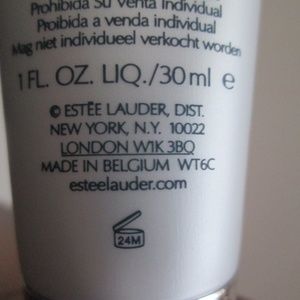 Prohibida Su Venta Individual
Proibida a venda individual
Mag niet individueel verkocht worden
1 FL. OZ. LIQ./30 ml e
© ESTĒE LAUDER, DIST.
NEW YORK, N.Y. 10022
LONDON W1K 3BQ
MADE IN BELGIUM WT6C
esteelauder.com
24M